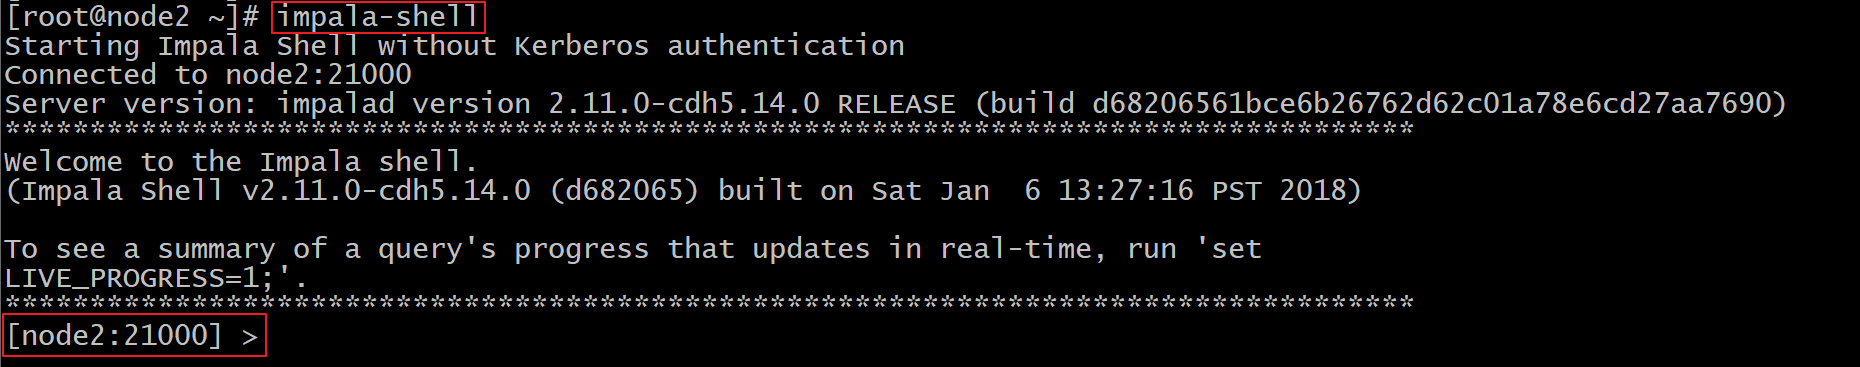 [root@node2 ~]# impala-shell
Starting Impala Shell without Kerberos authentication
Connected to node2:21000
Server version: impalad version 2.11.0-cdh5.14.0 RELEASE (build d68206561bce6b26762d62c01a78e6cd27aa7690)
***********************************************************************************
Welcome to the Impala shell.
(Impala Shell v2.11.0-cdh5.14.0 (d682065) built on Sat Jan  6 13:27:16 PST 2018)

To see a summary of a query's progress that updates in real-time, run 'set
LIVE_PROGRESS=1;'.
***********************************************************************************
[node2:21000] >